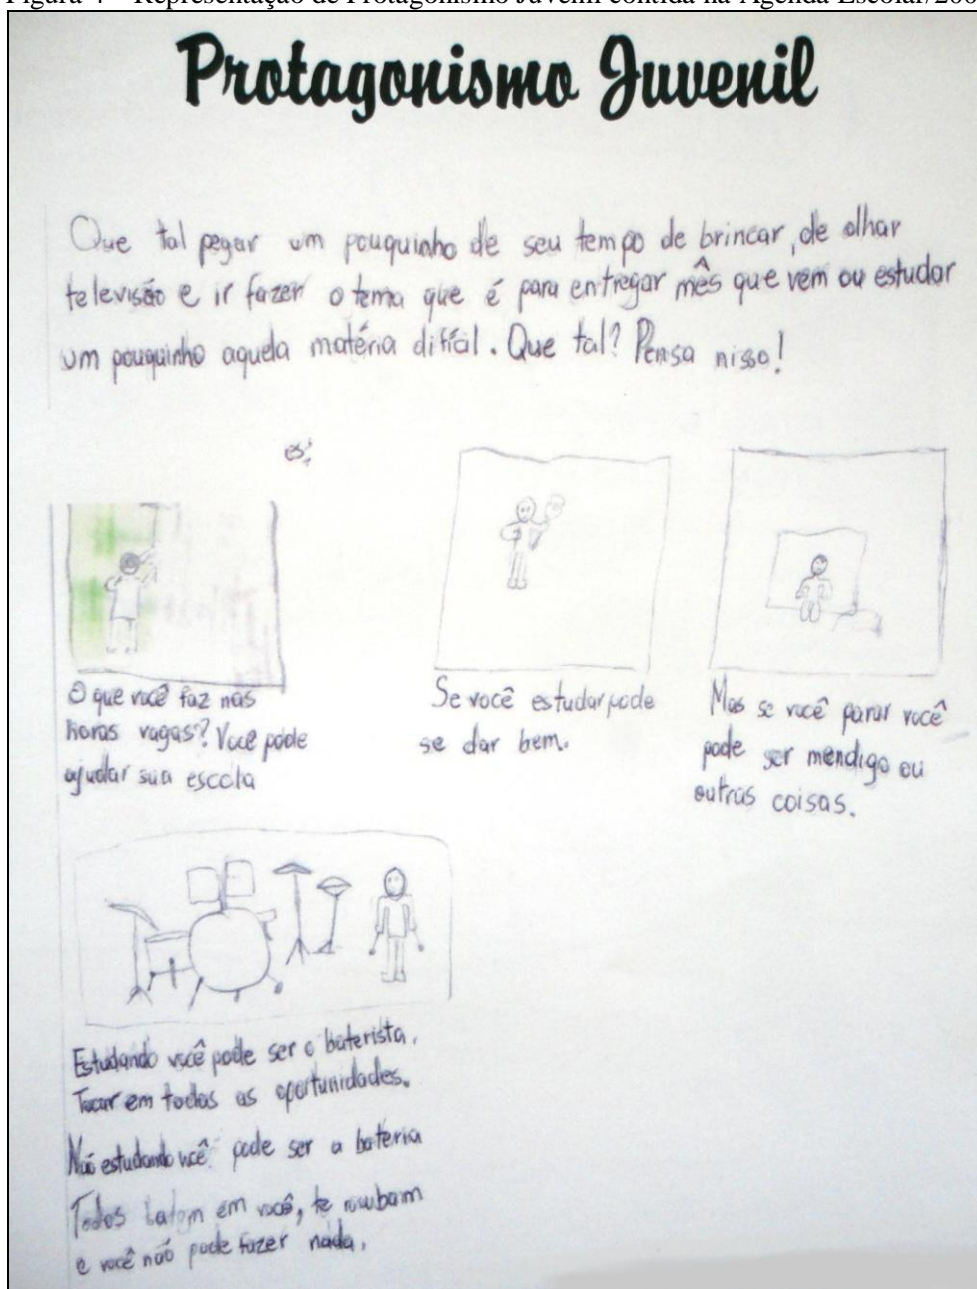 Figura 4 – Representação de Protagonismo Juvenil contida na Agenda Escolar/200
Protagonismo Juvenil
Que tal pegar um pouquinho de seu tempo de brincar, de olhar
televisão e ir fazer o tema que é para entregar mês que vem ou estudar
um pouquinho aquela matéria difícil. Que tal? Pensa nisso!
O que você faz nas
horas vagas? Você pode
ajudar sua escola
Se você estudar pode
se dar bem.
Mas se você parar você
pode ser mendigo ou
outras coisas.
Estudando você pode ser o baterista,
Tocar em todas as oportunidades.
Não estudando você pode ser a bateria
Todos batem em você, te roubam
e você não pode fazer nada,